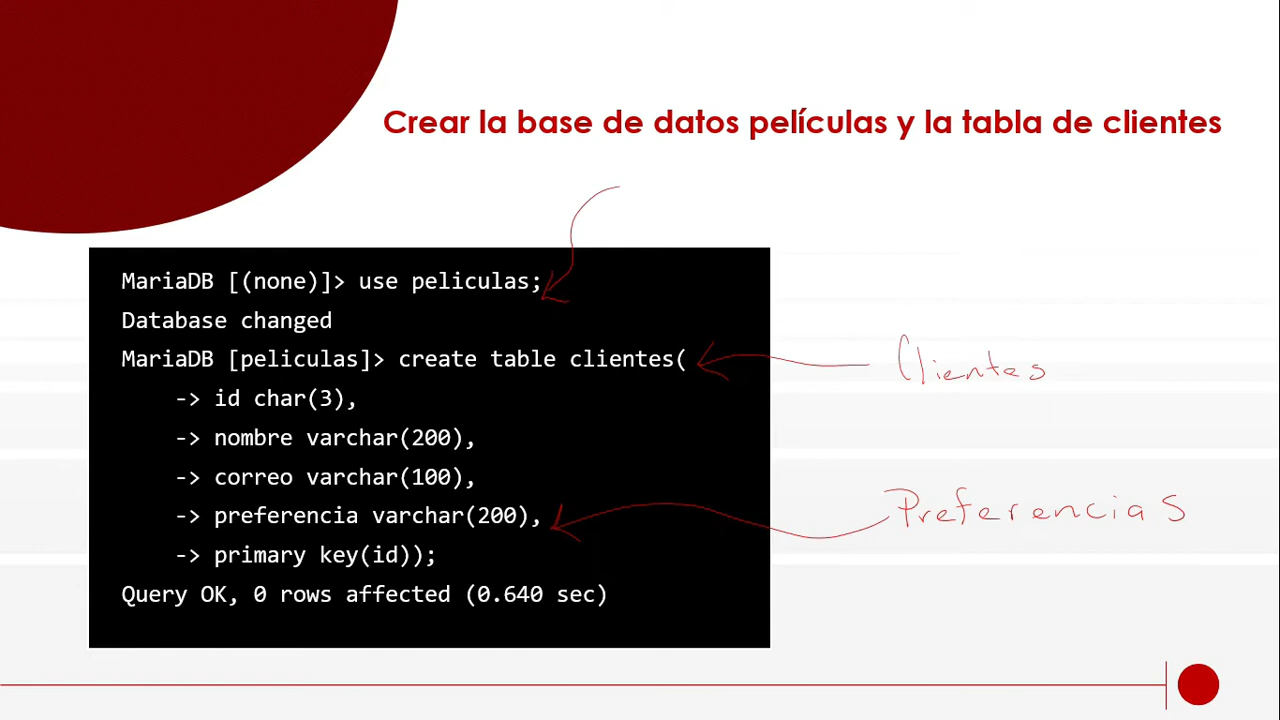 Crear la base de datos películas y la tabla de clientes
MariaDB [(none)]> use peliculas;
Database changed
MariaDB [peliculas]> create table clientes(
-> id char(3),
-> nombre varchar(200),
-> correo varchar(100),
-> preferencia varchar(200),
-> primary key(id));
Query OK, 0 rows affected (0.640 sec)
Clientes
Preferencias